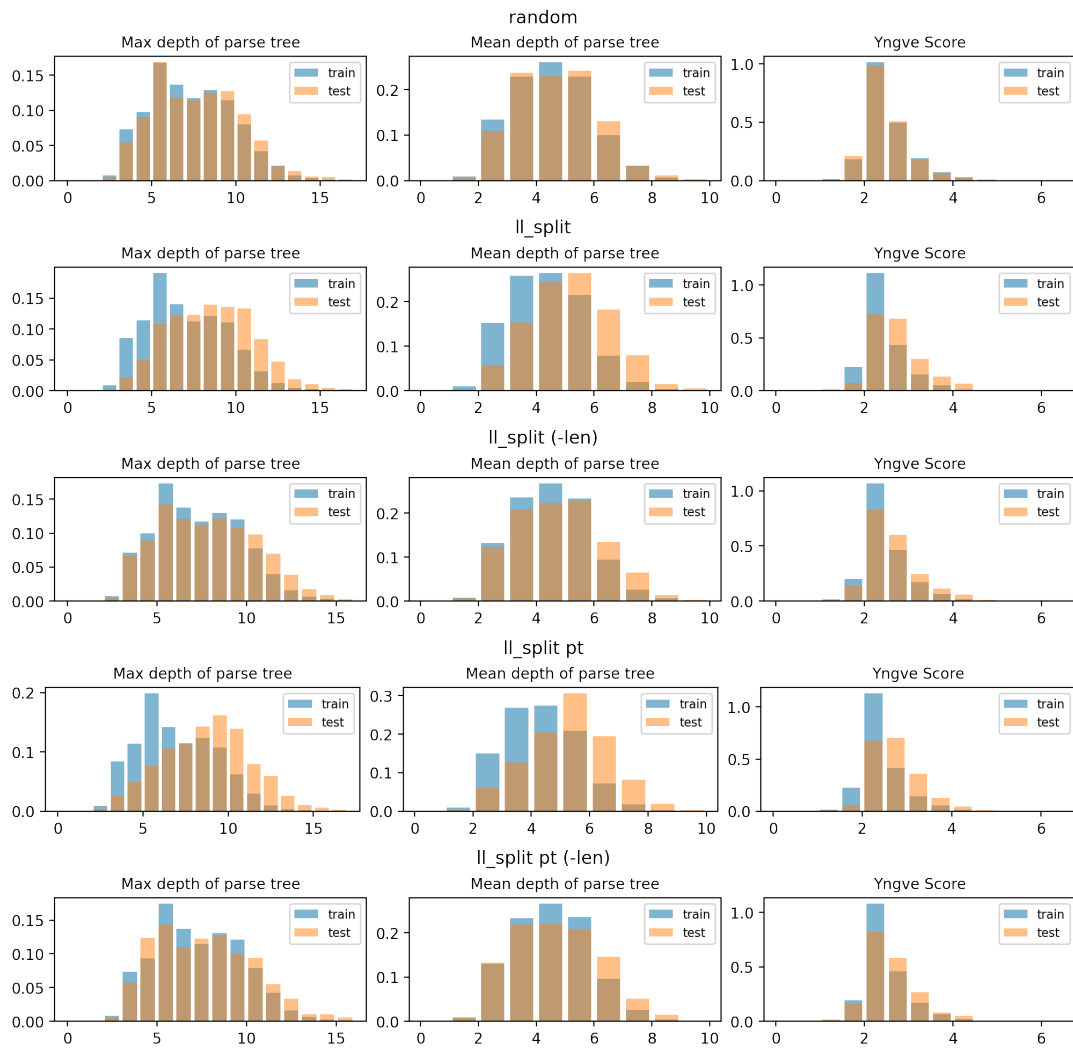 random
Max depth of parse tree
Mean depth of parse tree
Yngve Score
train
test
train
test
train
test
0.15
0.10
0.05
0.00
0 5 10 15
0.2
0.1
0.0
0 2 4 6 8 10
1.0
0.5
0.0
0 2 4 6
ll_split
Max depth of parse tree
Mean depth of parse tree
Yngve Score
train
test
train
test
train
test
0.15
0.10
0.05
0.00
0 5 10 15
0.2
0.1
0.0
0 2 4 6 8 10
1.0
0.5
0.0
0 2 4 6
ll_split (-len)
Max depth of parse tree
Mean depth of parse tree
Yngve Score
train
test
train
test
train
test
0.15
0.10
0.05
0.00
0 5 10 15
0.2
0.1
0.0
0 2 4 6 8 10
1.0
0.5
0.0
0 2 4 6
ll_split pt
Max depth of parse tree
Mean depth of parse tree
Yngve Score
train
test
train
test
train
test
0.2
0.1
0.0
0 5 10 15
0.3
0.2
0.1
0.0
0 2 4 6 8 10
1.0
0.5
0.0
0 2 4 6
ll_split pt (-len)
Max depth of parse tree
Mean depth of parse tree
Yngve Score
train
test
train
test
train
test
0.15
0.10
0.05
0.00
0 5 10 15
0.2
0.1
0.0
0 2 4 6 8 10
1.0
0.5
0.0
0 2 4 6